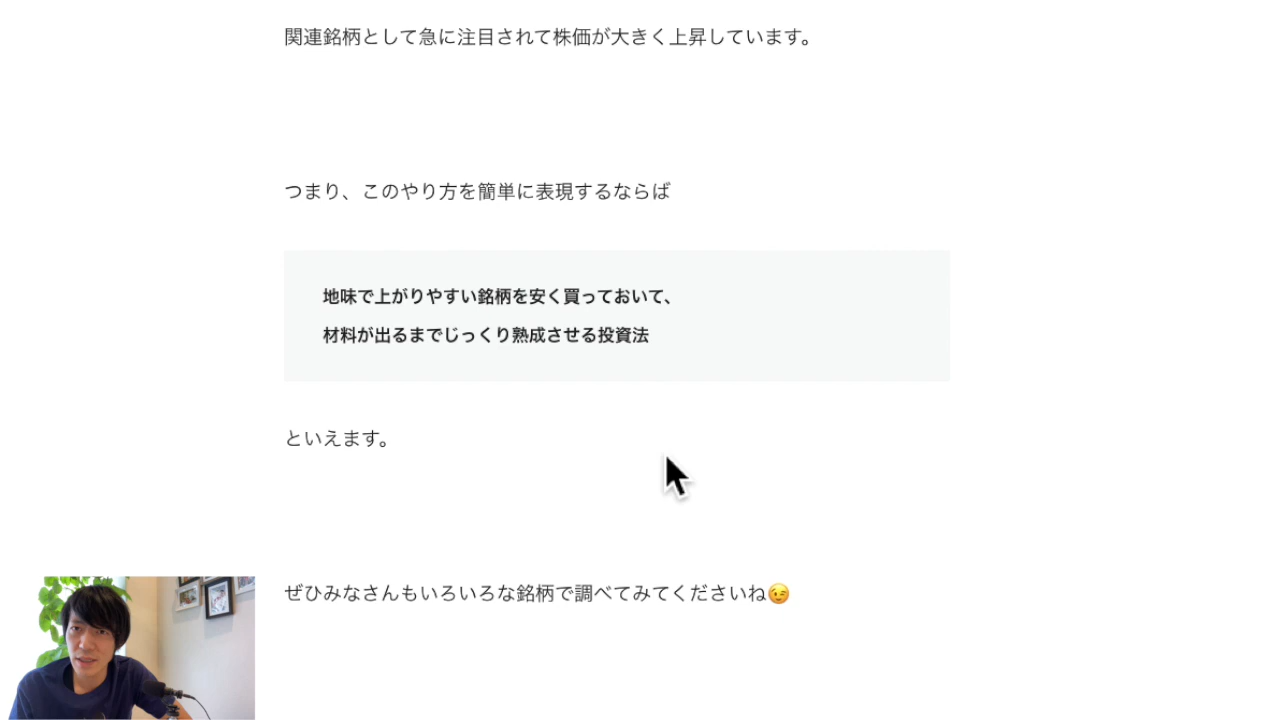 関連銘柄として急に注目されて株価が大きく上昇しています。
つまり、このやり方を簡単に表現するならば
地味で上がりやすい銘柄を安く買っておいて、
材料が出るまでじっくり熟成させる投資法
といえます。
ぜひみなさんもいろいろな銘柄で調べてみてくださいね😉